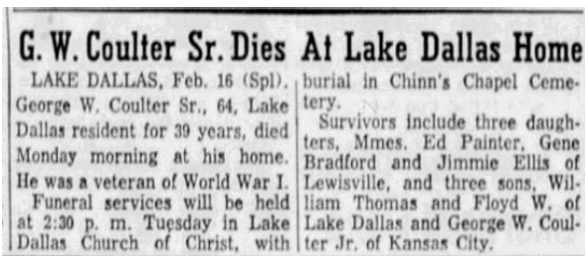 G. W. Coulter Sr. Dies At Lake Dallas Home
LAKE DALLAS, Feb. 16 (Spl).
George W. Coulter Sr., 64, Lake
Dallas resident for 39 years, died
Monday morning at his home.
He was a veteran of World War I.
Funeral services will be held
at 2:30 p. m. Tuesday in Lake
Dallas Church of Christ, with
burial in Chinn's Chapel Ceme-
tery.
Survivors include three daugh-
ters, Mmes. Ed Painter, Gene
Bradford and Jimmie Ellis of
Lewisville, and three sons, Wil-
liam Thomas and Floyd W. of
Lake Dallas and George W. Coul-
ter Jr. of Kansas City.